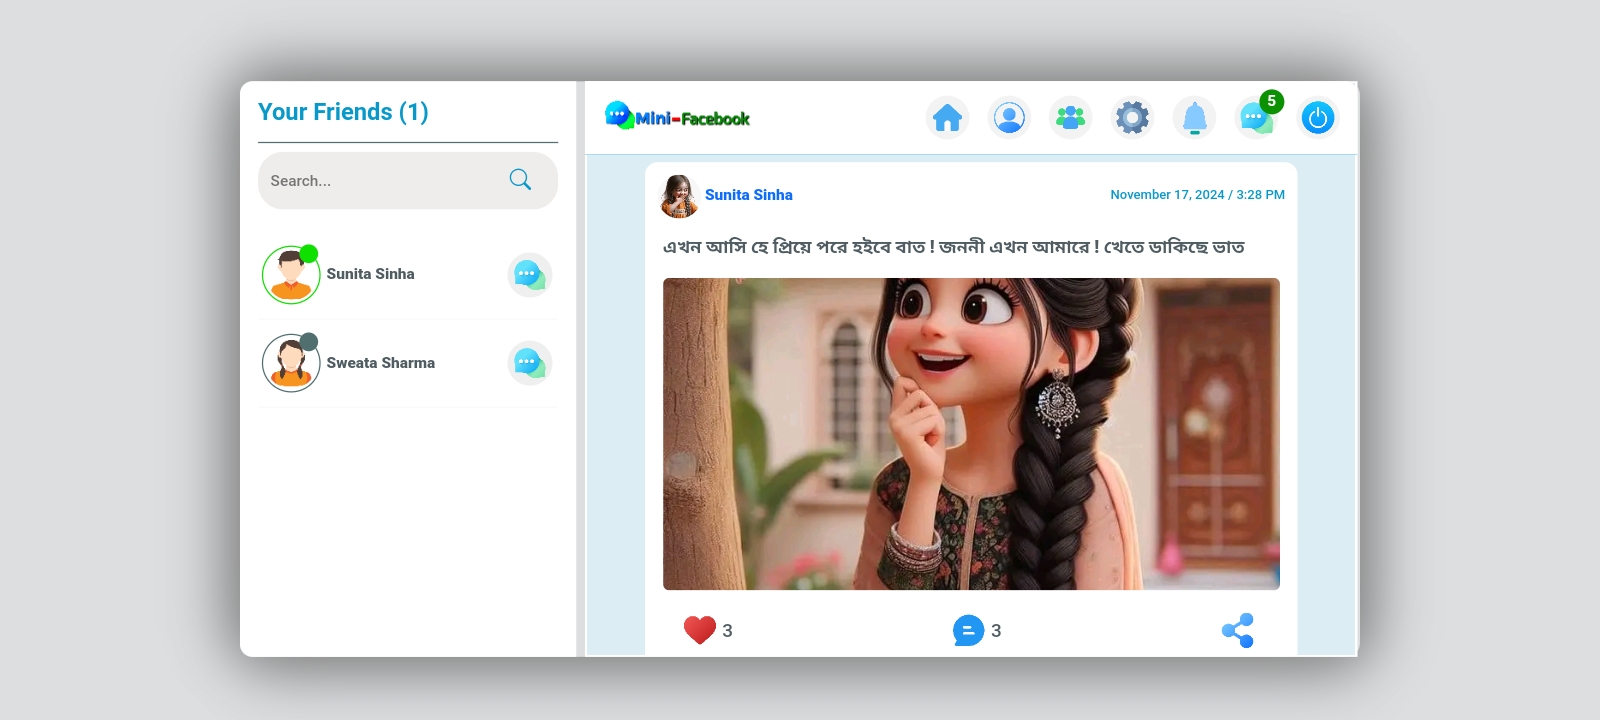 Your Friends (1)
Search...
Sunita Sinha
Sweata Sharma
Mini-Facebook
5
Sunita Sinha
November 17, 2024 / 3:28 PM
এখন আসি হে প্রিয়ে পরে হইবে বাত ! জননী এখন আমারে ! খেতে ডাকিছে ভাত
3
3